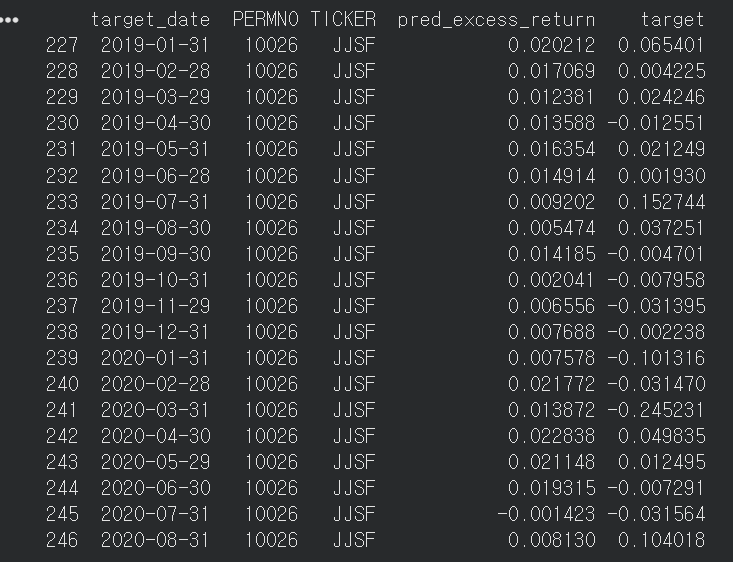 target_date PERMNO TICKER pred_excess_return target
227 2019-01-31 10026 JJSF 0.020212 0.065401
228 2019-02-28 10026 JJSF 0.017069 0.004225
229 2019-03-29 10026 JJSF 0.012381 0.024246
230 2019-04-30 10026 JJSF 0.013588 -0.012551
231 2019-05-31 10026 JJSF 0.016354 0.021249
232 2019-06-28 10026 JJSF 0.014914 0.001930
233 2019-07-31 10026 JJSF 0.009202 0.152744
234 2019-08-30 10026 JJSF 0.005474 0.037251
235 2019-09-30 10026 JJSF 0.014185 -0.004701
236 2019-10-31 10026 JJSF 0.002041 -0.007958
237 2019-11-29 10026 JJSF 0.006556 -0.031395
238 2019-12-31 10026 JJSF 0.007688 -0.002238
239 2020-01-31 10026 JJSF 0.007578 -0.101316
240 2020-02-28 10026 JJSF 0.021772 -0.031470
241 2020-03-31 10026 JJSF 0.013872 -0.245231
242 2020-04-30 10026 JJSF 0.022838 0.049835
243 2020-05-29 10026 JJSF 0.021148 0.012495
244 2020-06-30 10026 JJSF 0.019315 -0.007291
245 2020-07-31 10026 JJSF -0.001423 -0.031564
246 2020-08-31 10026 JJSF 0.008130 0.104018